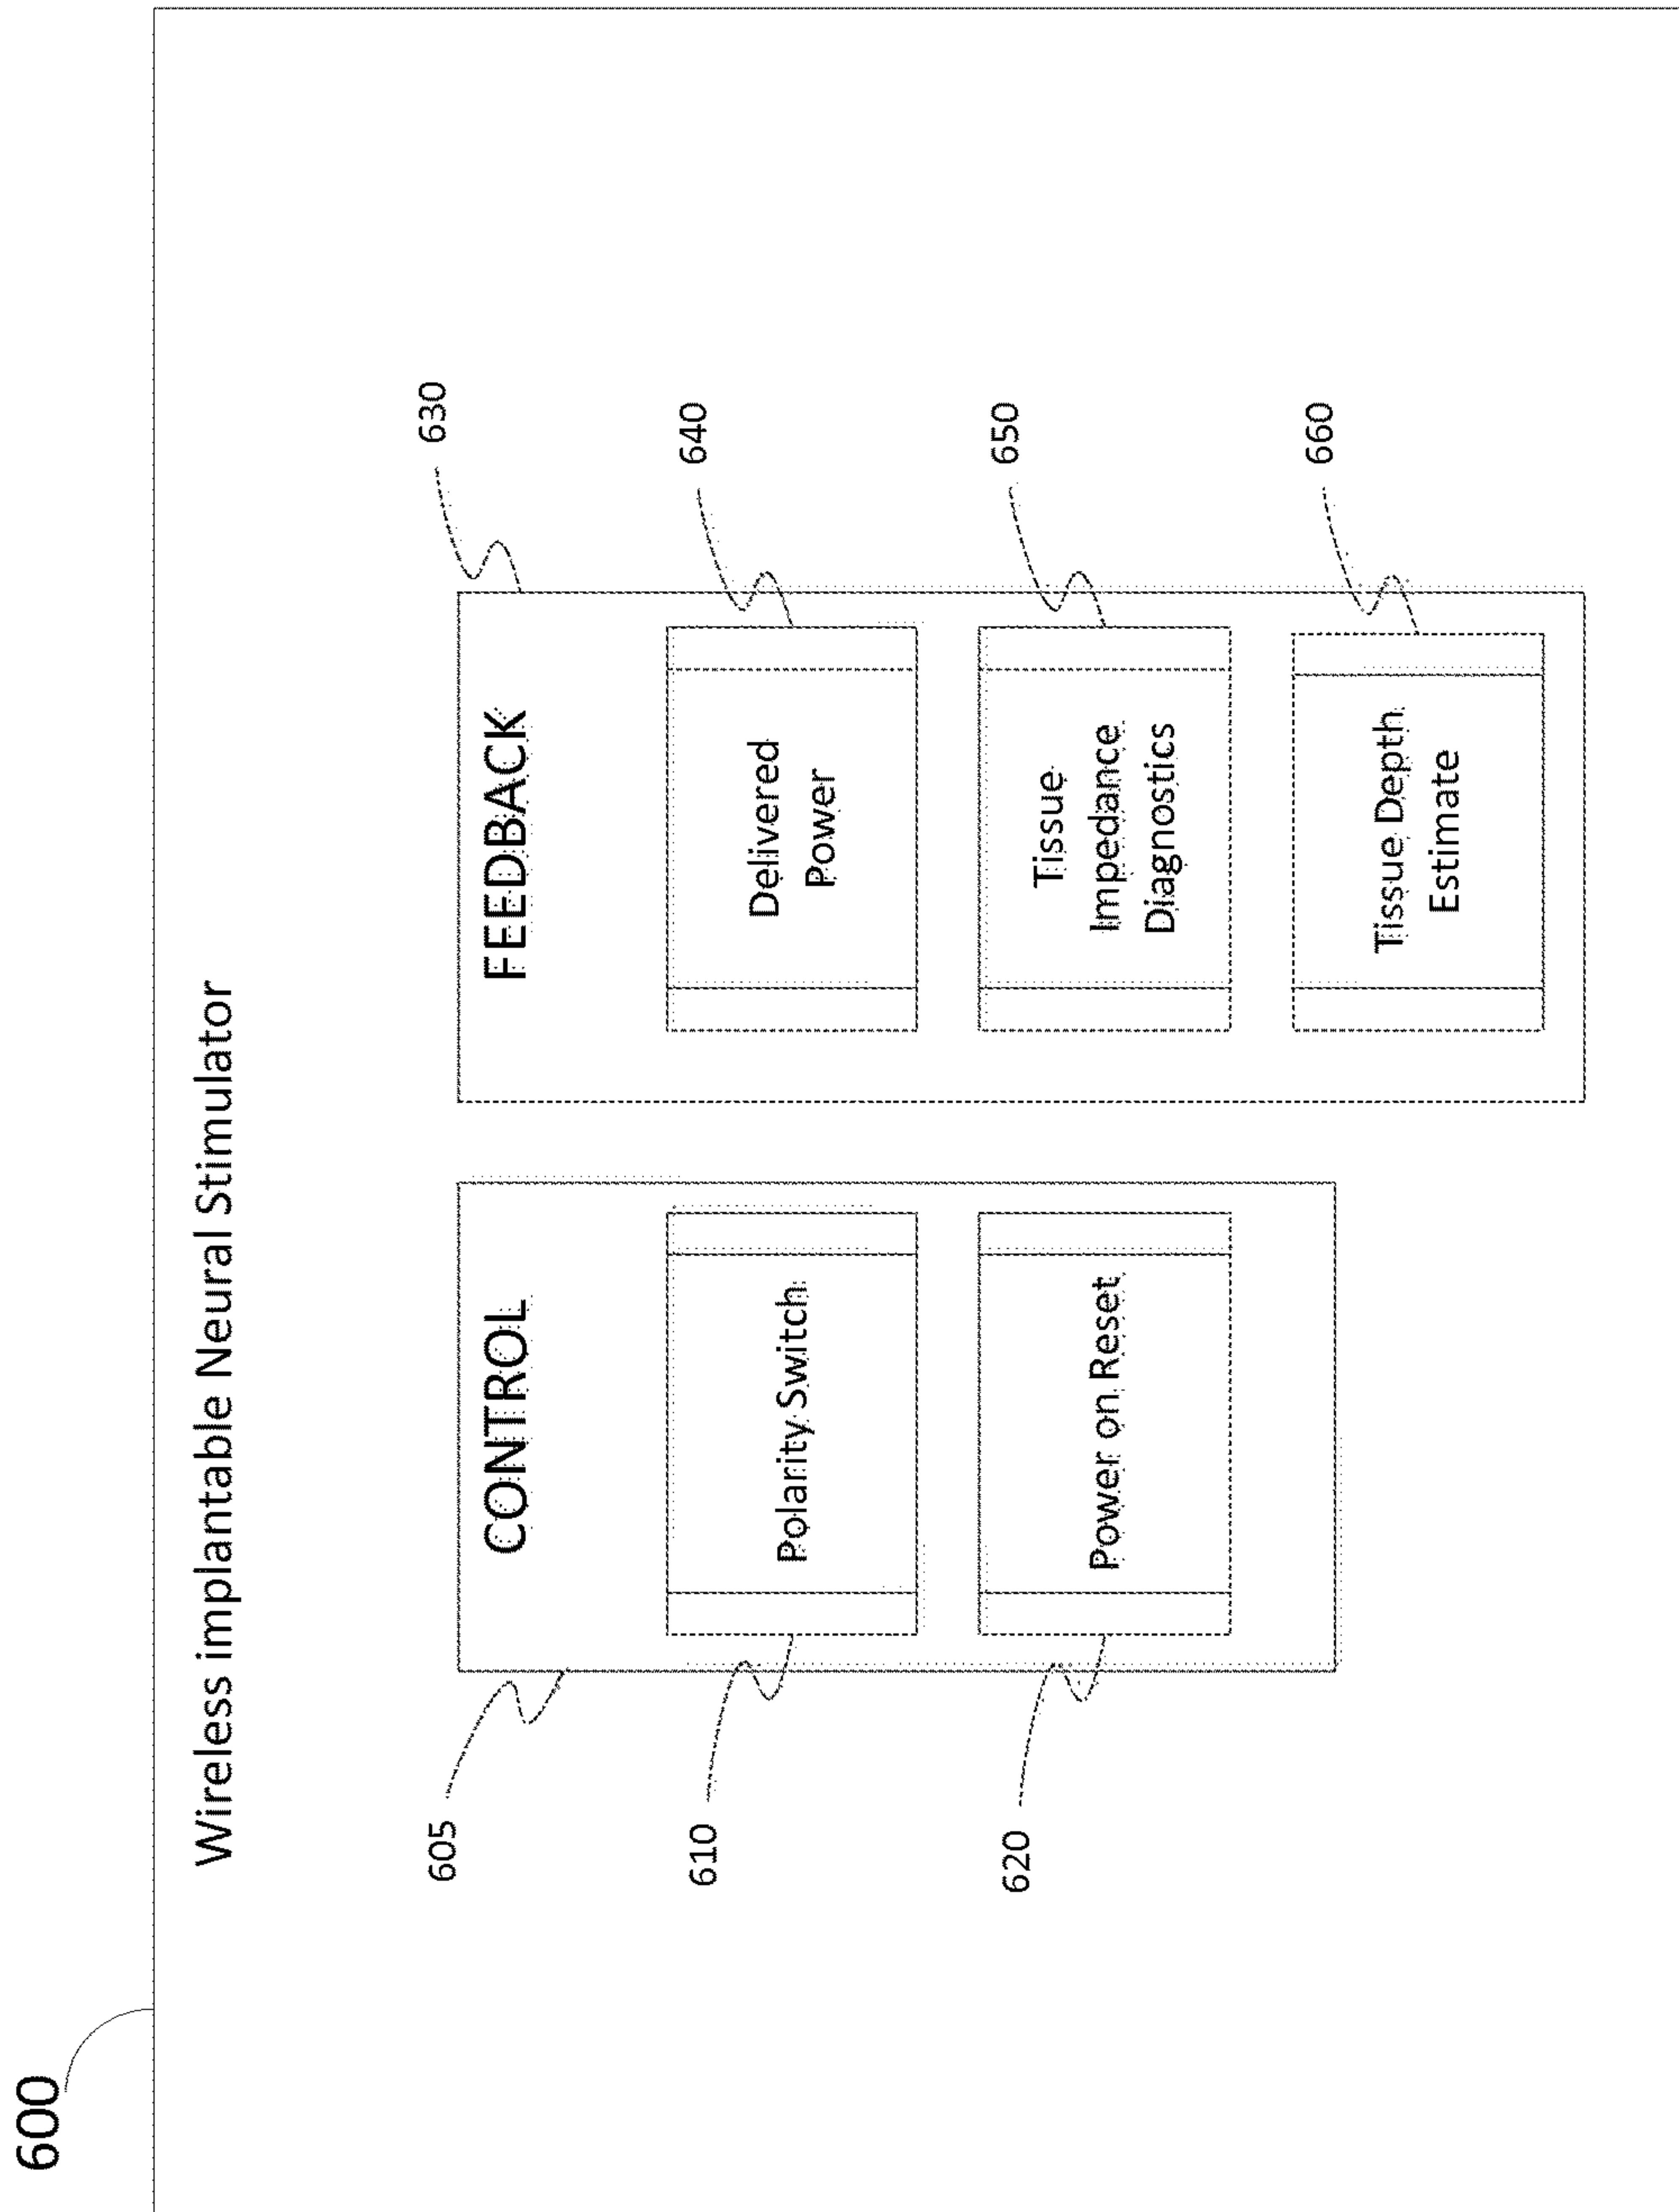 600
Wireless implantable Neural Stimulator
605
CONTROL
610
Polarity Switch
620
Power on Reset
FEEDBACK
630
Delivered
Power
640
Tissue
Impedance
Diagnostics
650
Tissue Depth
Estimate
660